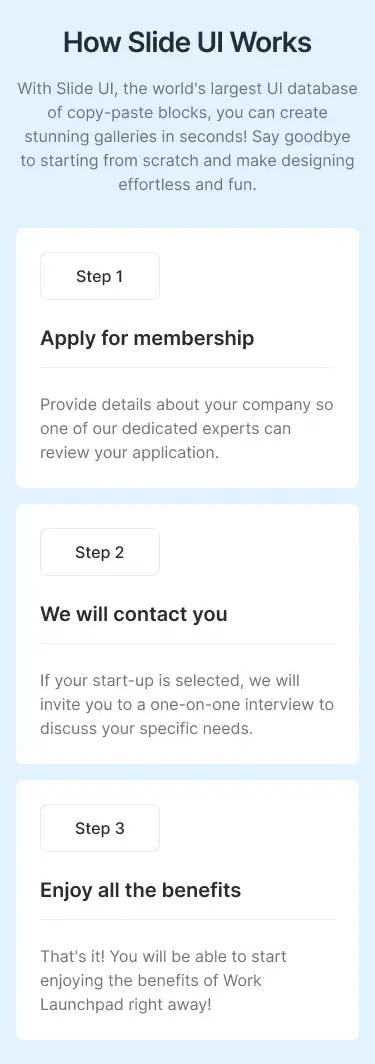 How Slide UI Works
With Slide UI, the world's largest UI database
of copy-paste blocks, you can create
stunning galleries in seconds! Say goodbye
to starting from scratch and make designing
effortless and fun.
Step 1
Apply for membership
Provide details about your company so
one of our dedicated experts can
review your application.
Step 2
We will contact you
If your start-up is selected, we will
invite you to a one-on-one interview to
discuss your specific needs.
Step 3
Enjoy all the benefits
That's it! You will be able to start
enjoying the benefits of Work
Launchpad right away!